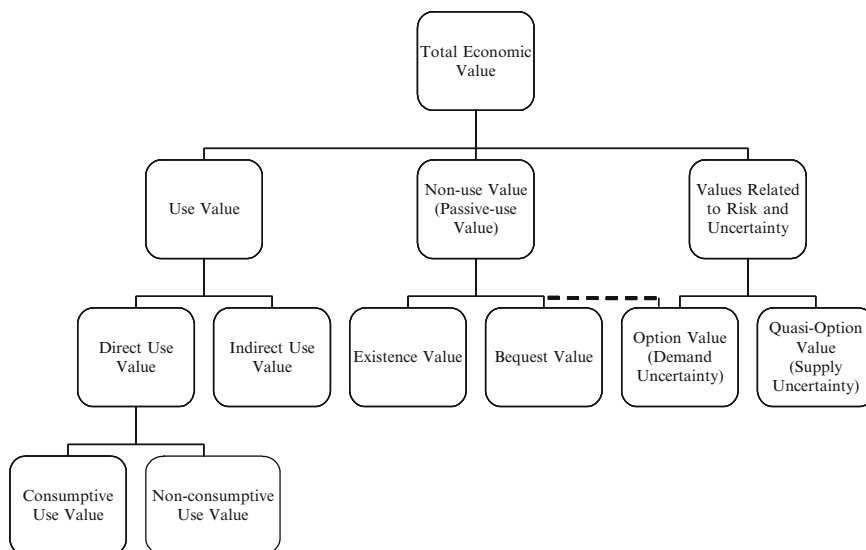 Total Economic
Value
Use Value
Non-use Value
(Passive-use
Value)
Values Related
to Risk and
Uncertainty
Direct Use
Value
Indirect Use
Value
Existence Value
Bequest Value
Option Value
(Demand
Uncertainty)
Quasi-Option
Value
(Supply
Uncertainty)
Consumptive
Use Value
Non-consumptive
Use Value